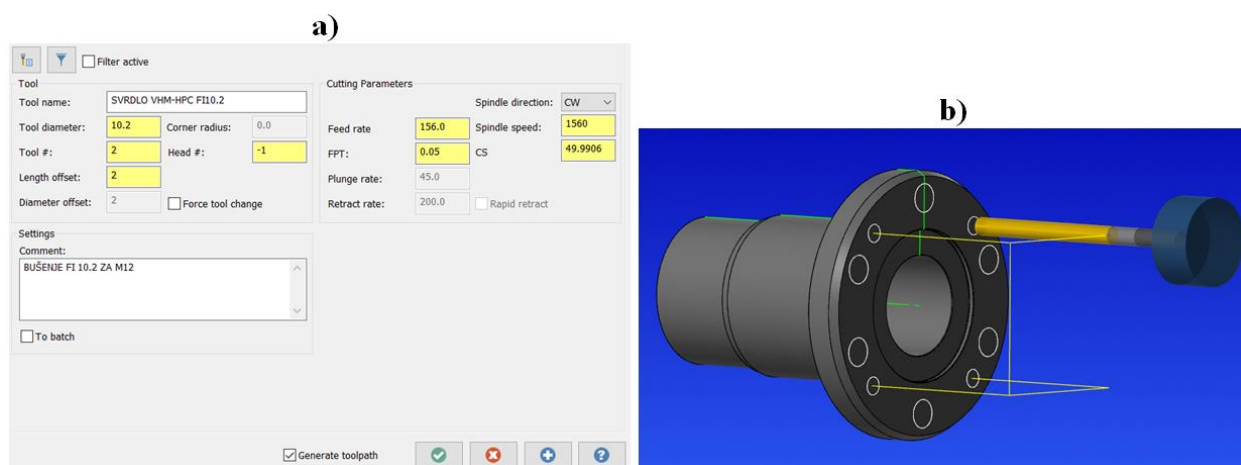 a)
Filter active
Tool
Tool name: SVRDLO VHM-HPC FI10.2
Tool diameter: 10.2 Corner radius: 0.0
Tool #: 2 Head #: -1
Length offset: 2
Diameter offset: 2 Force tool change
Cutting Parameters
Spindle direction: CW
Feed rate 156.0 Spindle speed: 1560
FPT: 0.05 CS 49.9906
Plunge rate: 45.0
Retract rate: 200.0 Rapid retract
Settings
Comment:
BUŠENJE FI 10.2 ZA M12
To batch
Generate toolpath
b)